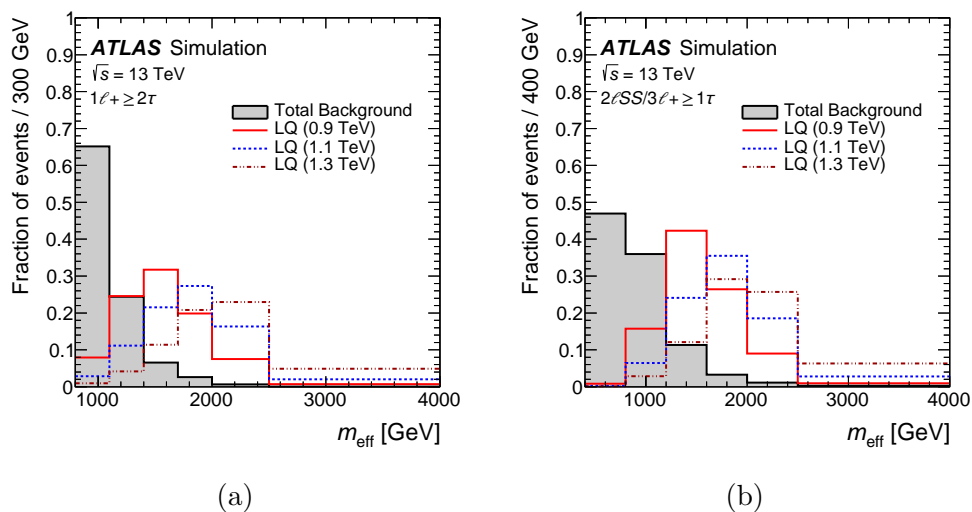 Fraction of events / 300 GeV
1
0.9
0.8
0.7
0.6
0.5
0.4
0.3
0.2
0.1
0
ATLAS Simulation
√s = 13 TeV
1ℓ + ≥ 2τ
Total Background
LQ (0.9 TeV)
LQ (1.1 TeV)
LQ (1.3 TeV)
1000 2000 3000 4000
m_eff [GeV]
(a)
Fraction of events / 400 GeV
1
0.9
0.8
0.7
0.6
0.5
0.4
0.3
0.2
0.1
0
ATLAS Simulation
√s = 13 TeV
2ℓSS/3ℓ + ≥ 1τ
Total Background
LQ (0.9 TeV)
LQ (1.1 TeV)
LQ (1.3 TeV)
1000 2000 3000 4000
m_eff [GeV]
(b)